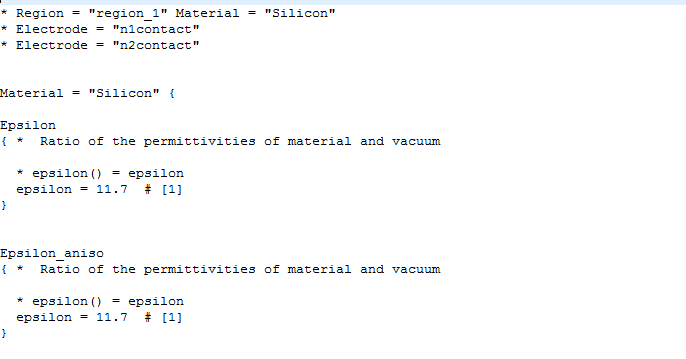 * Region = "region_1" Material = "Silicon"
* Electrode = "n1contact"
* Electrode = "n2contact"
Material = "Silicon" {
Epsilon
{ *  Ratio of the permittivities of material and vacuum
  * epsilon() = epsilon
  epsilon = 11.7  # [1]
}
Epsilon_aniso
{ *  Ratio of the permittivities of material and vacuum
  * epsilon() = epsilon
  epsilon = 11.7  # [1]
}